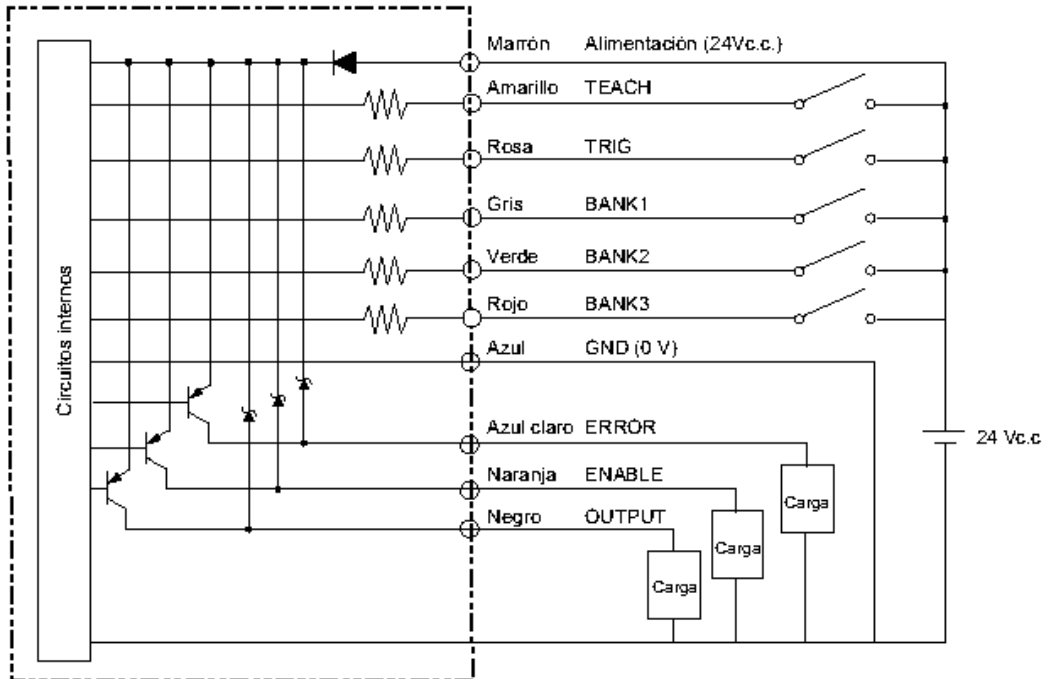 Marrón Alimentación (24Vc.c.)
Amarillo TEACH
Rosa TRIG
Gris BANK1
Verde BANK2
Rojo BANK3
Azul GND (0 V)
Circuitos internos
Azul claro ERROR
24 Vc.c
Naranja ENABLE
Carga
Negro OUTPUT
Carga
Carga